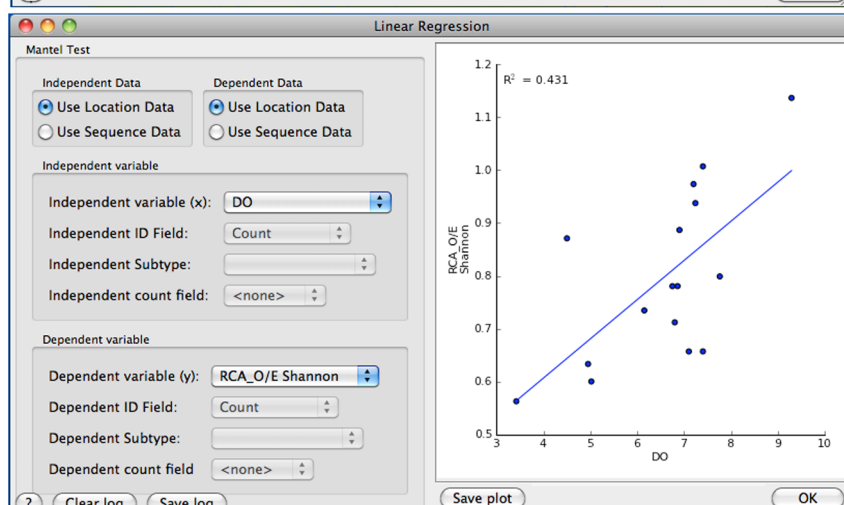 Linear Regression
Mantel Test
Independent Data
Use Location Data
Use Sequence Data
Dependent Data
Use Location Data
Use Sequence Data
Independent variable
Independent variable (x): DO
Independent ID Field: Count
Independent Subtype:
Independent count field: <none>
Dependent variable
Dependent variable (y): RCA_O/E Shannon
Dependent ID Field: Count
Dependent Subtype:
Dependent count field <none>
? Clear log Save log
R² = 0.431
1.2
1.1
1.0
0.9
0.8
0.7
0.6
0.5
RCA_O/E
Shannon
3 4 5 6 7 8 9 10
DO
Save plot OK